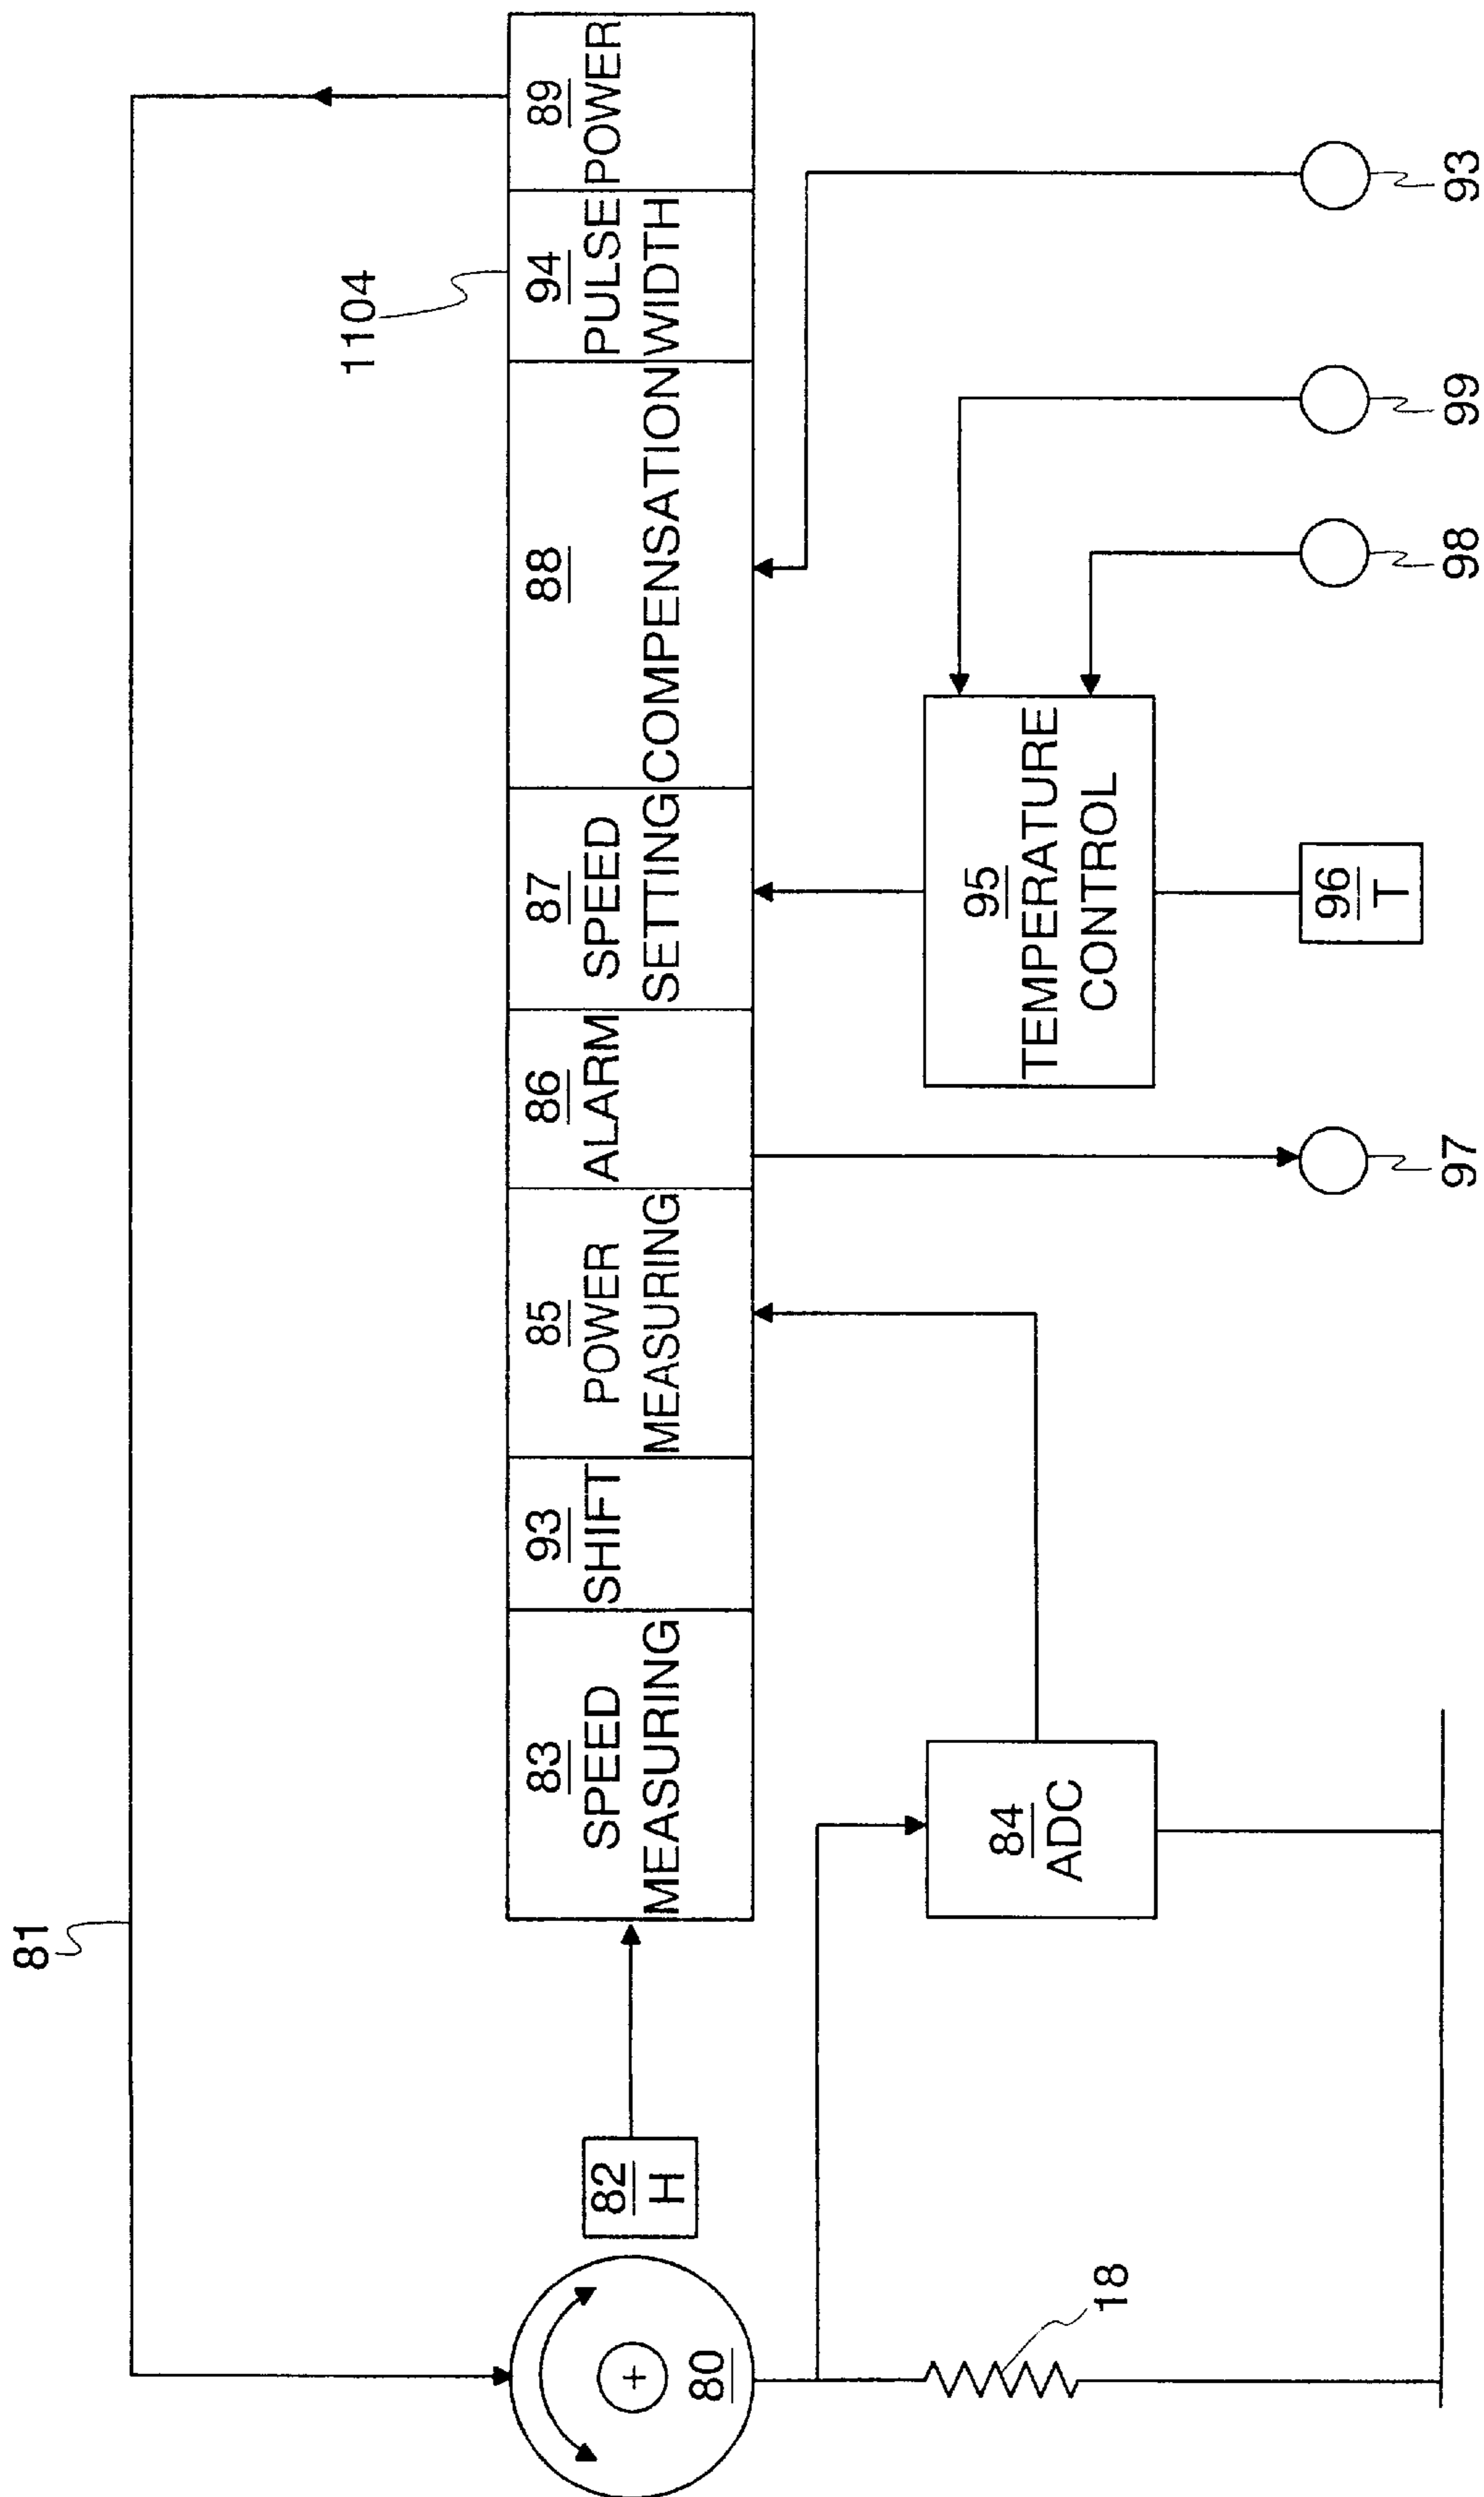 81
1104
83
SPEED
MEASURING
93
SHIFT
85
POWER
MEASURING
86
ALARM
87
SPEED
SETTING
88
COMPENSATION
94
PULSE
WIDTH
89
POWER
82
H
80
18
84
ADC
95
TEMPERATURE
CONTROL
96
T
97
98
99
93